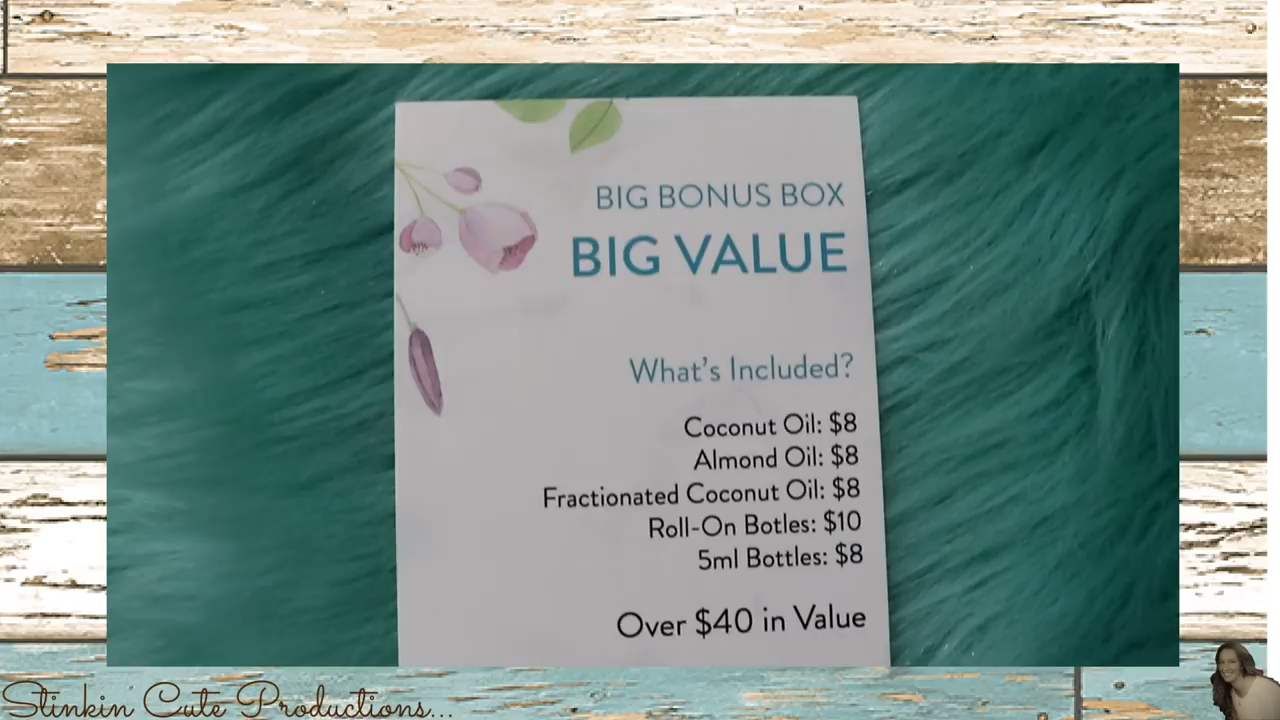 BIG BONUS BOX
BIG VALUE
What's Included?
Coconut Oil: $8
Almond Oil: $8
Fractionated Coconut Oil: $8
Roll-On Botles: $10
5ml Bottles: $8
Over $40 in Value
Stinkin Cute Productions...